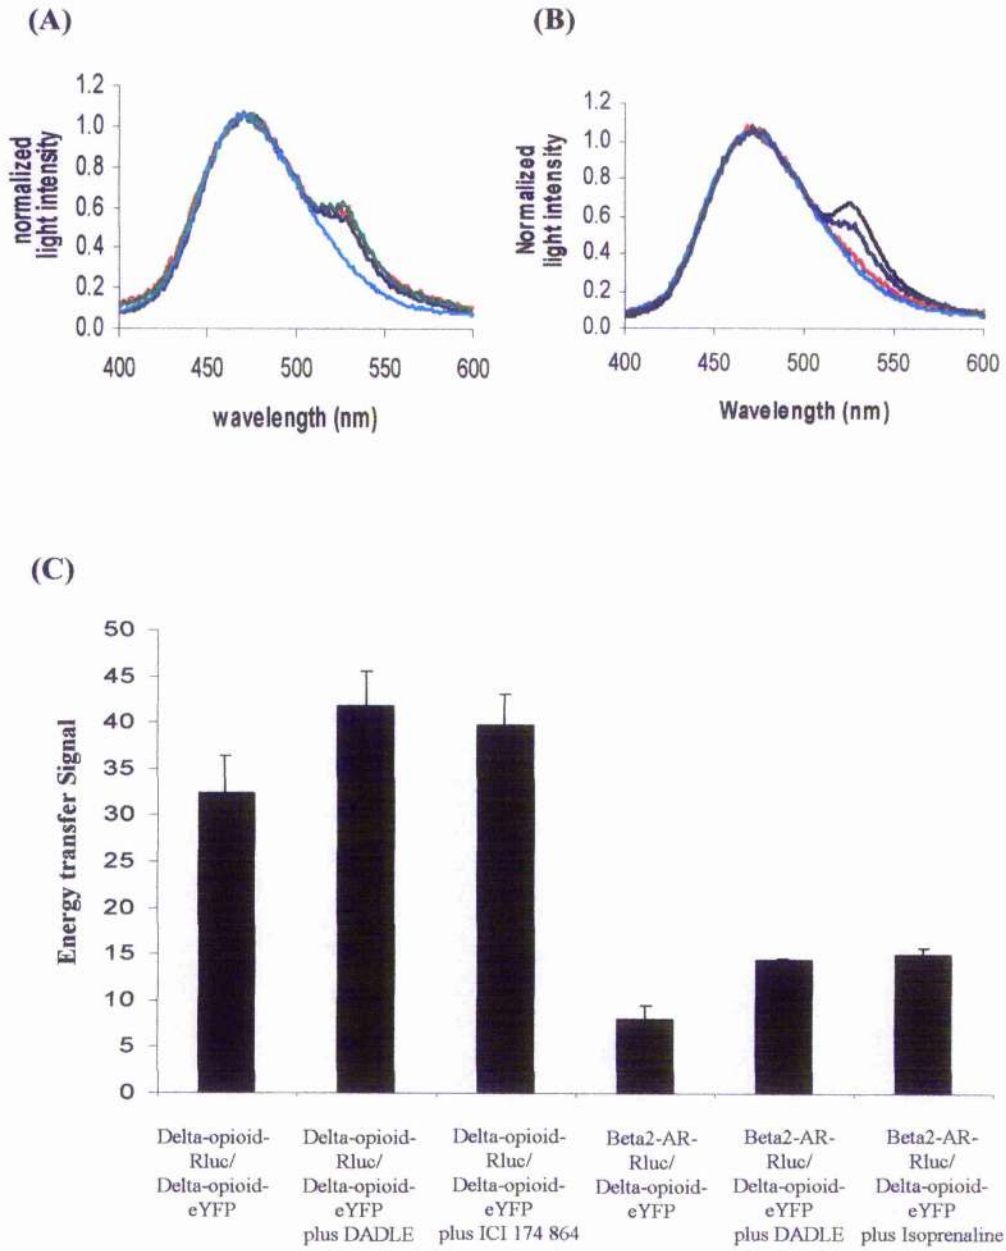 (A)
(B)
1.2
1.0
0.8
0.6
0.4
0.2
0.0
normalized
light intensity
400 450 500 550 600
wavelength (nm)
1.2
1.0
0.8
0.6
0.4
0.2
0.0
Normalized
light intensity
400 450 500 550 600
Wavelength (nm)
(C)
50
45
40
35
30
25
20
15
10
5
0
Energy transfer Signal
Delta-opioid-
Rluc/
Delta-opioid-
eYFP
Delta-opioid-
Rluc/
Delta-opioid-
eYFP
plus DADLE
Delta-opioid-
Rluc/
Delta-opioid-
eYFP
plus ICI 174 864
Beta2-AR-
Rluc/
Delta-opioid-
eYFP
Beta2-AR-
Rluc/
Delta-opioid-
eYFP
plus DADLE
Beta2-AR-
Rluc/
Delta-opioid-
eYFP
plus Isoprenaline